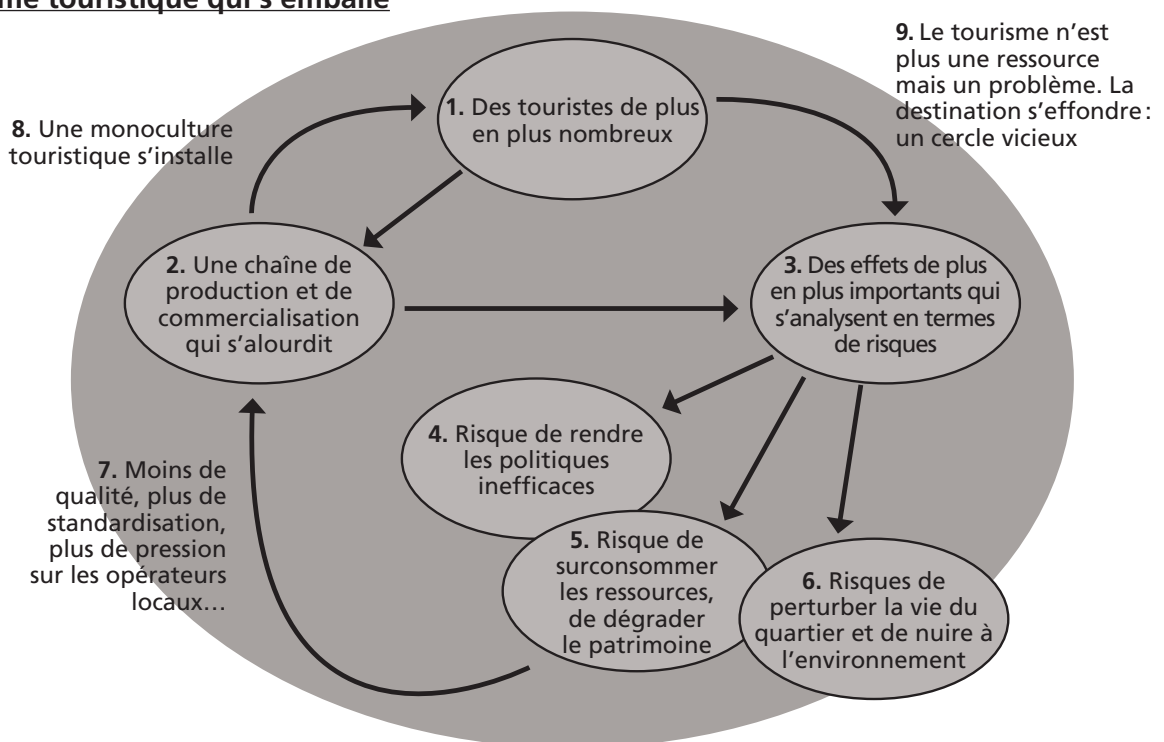 touristique qui s'emballe
1. Des touristes de plus
en plus nombreux
2. Une chaîne de
production et de
commercialisation
qui s'alourdit
3. Des effets de plus
en plus importants qui
s'analysent en termes
de risques
4. Risque de rendre
les politiques
inefficaces
5. Risque de
surconsommer
les ressources,
de dégrader
le patrimoine
6. Risques de
perturber la vie du
quartier et de nuire à
l'environnement
7. Moins de
qualité, plus de
standardisation,
plus de pression
sur les opérateurs
locaux…
8. Une monoculture
touristique s'installe
9. Le tourisme n'est
plus une ressource
mais un problème. La
destination s'effondre :
un cercle vicieux